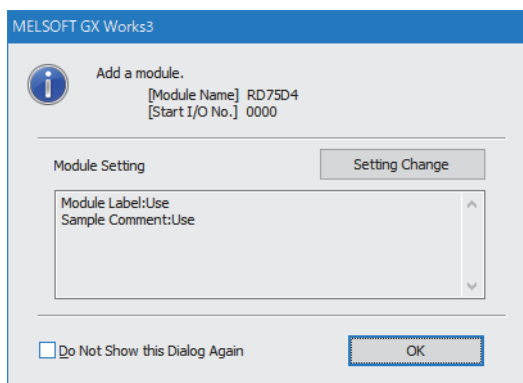 MELSOFT GX Works3
Add a module.
[Module Name] RD75D4
[Start I/O No.] 0000
Module Setting
Setting Change
Module Label:Use
Sample Comment:Use
Do Not Show this Dialog Again
OK